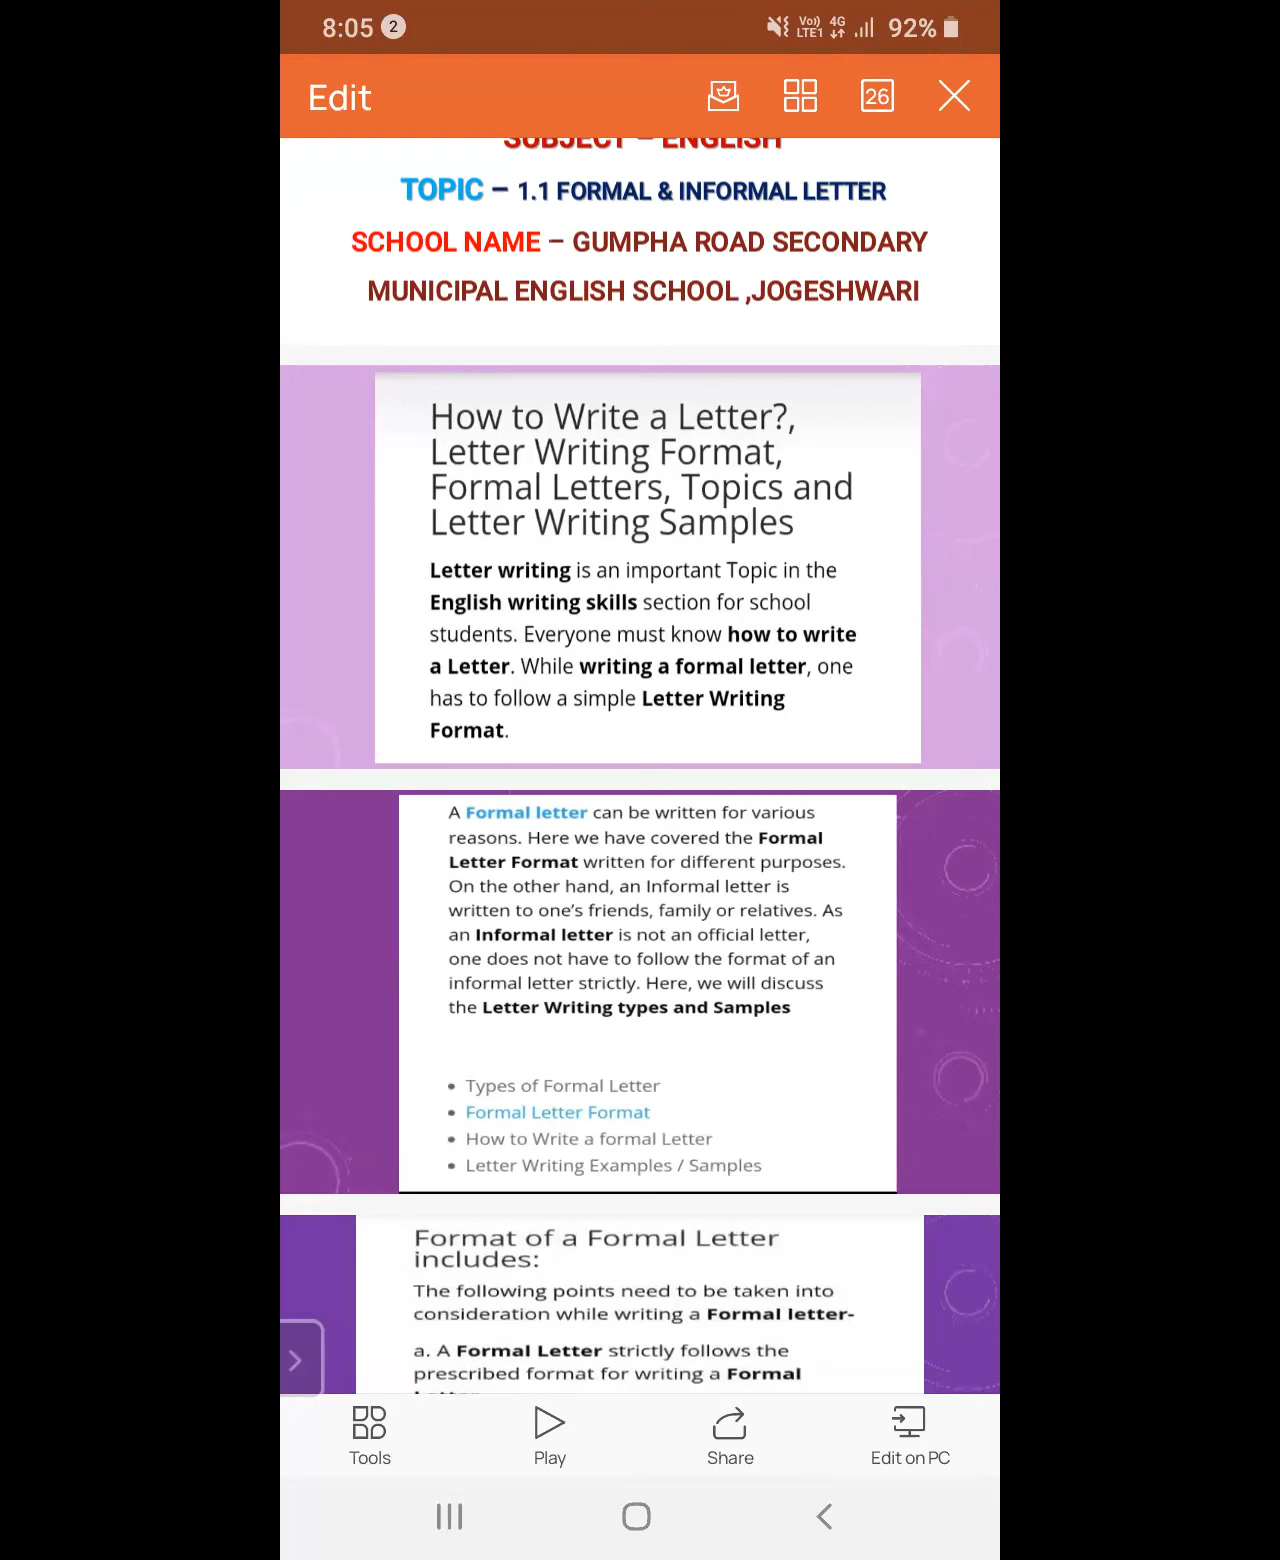 8:05 2 Vo)) LTE1 4G 92%
Edit 26
SUBJECT – ENGLISH
TOPIC – 1.1 FORMAL & INFORMAL LETTER
SCHOOL NAME – GUMPHA ROAD SECONDARY
MUNICIPAL ENGLISH SCHOOL ,JOGESHWARI
How to Write a Letter?,
Letter Writing Format,
Formal Letters, Topics and
Letter Writing Samples
Letter writing is an important Topic in the
English writing skills section for school
students. Everyone must know how to write
a Letter. While writing a formal letter, one
has to follow a simple Letter Writing
Format.
A Formal letter can be written for various
reasons. Here we have covered the Formal
Letter Format written for different purposes.
On the other hand, an Informal letter is
written to one's friends, family or relatives. As
an Informal letter is not an official letter,
one does not have to follow the format of an
informal letter strictly. Here, we will discuss
the Letter Writing types and Samples
• Types of Formal Letter
• Formal Letter Format
• How to Write a formal Letter
• Letter Writing Examples / Samples
Format of a Formal Letter
includes:
The following points need to be taken into
consideration while writing a Formal letter-
a. A Formal Letter strictly follows the
prescribed format for writing a Formal
Tools Play Share Edit on PC